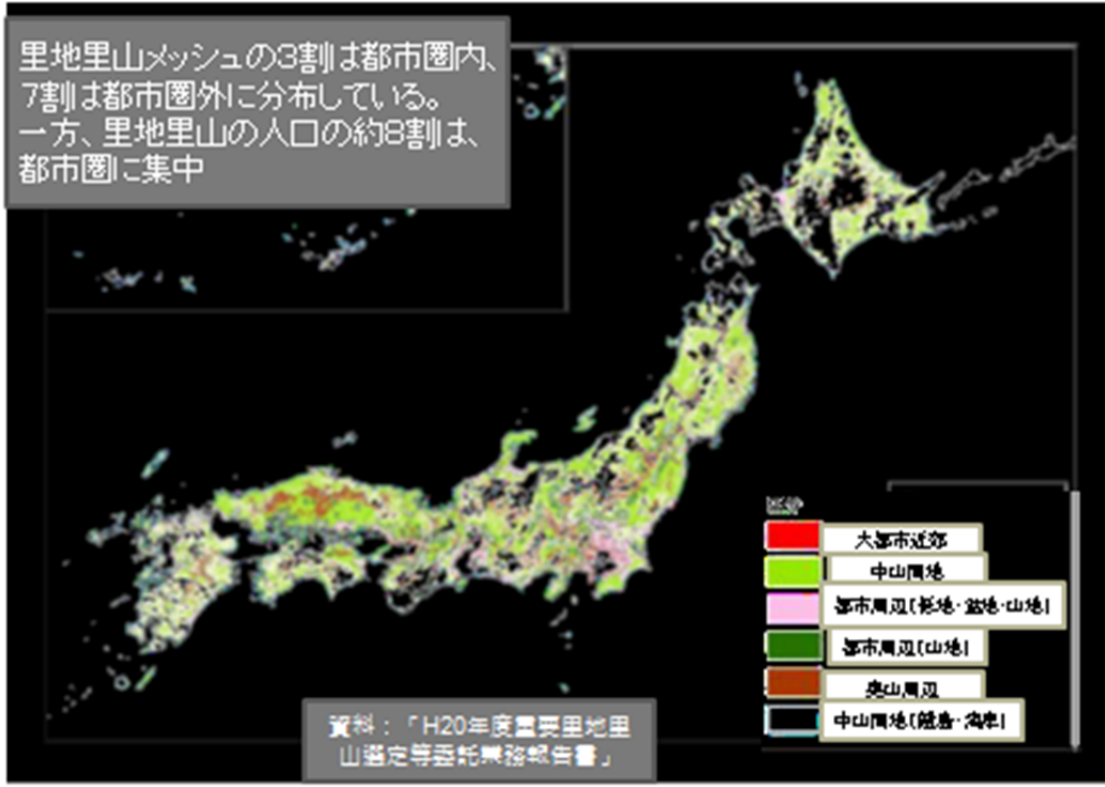 里地里山メッシュの3割は都市圏内、
7割は都市圏外に分布している。
一方、里地里山の人口の約8割は、
都市圏に集中
大都市近郊
中山間地
都市周辺(低地・盆地・山地)
都市周辺(山地)
奥山周辺
中山間地(離島・海岸)
資料：「H20年度重要里地里
山選定等委託業務報告書」